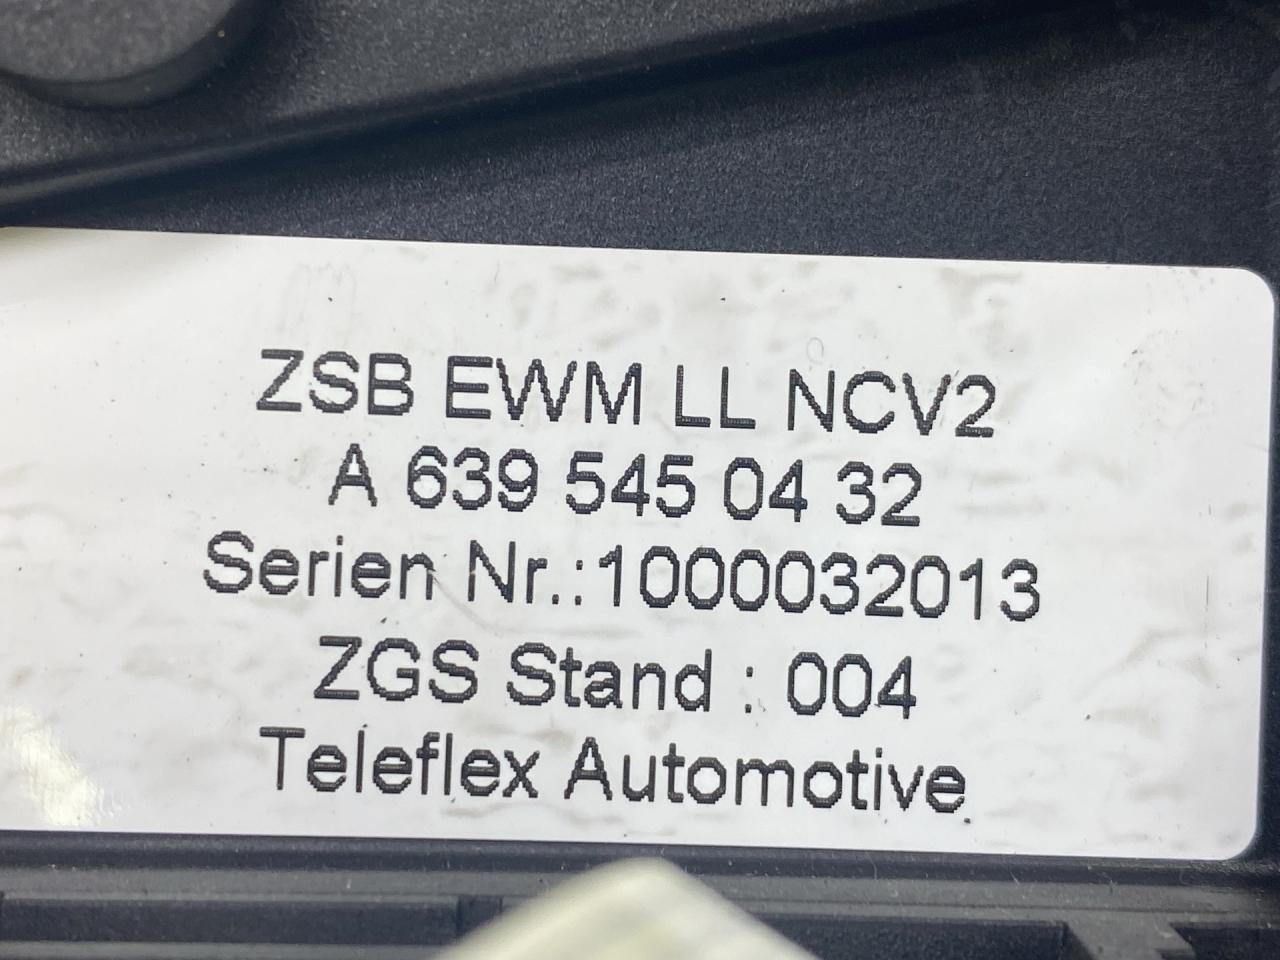 ZSB EWM LL NCV2
A 639 545 04 32
Serien Nr.:1000032013
ZGS Stand : 004
Teleflex Automotive